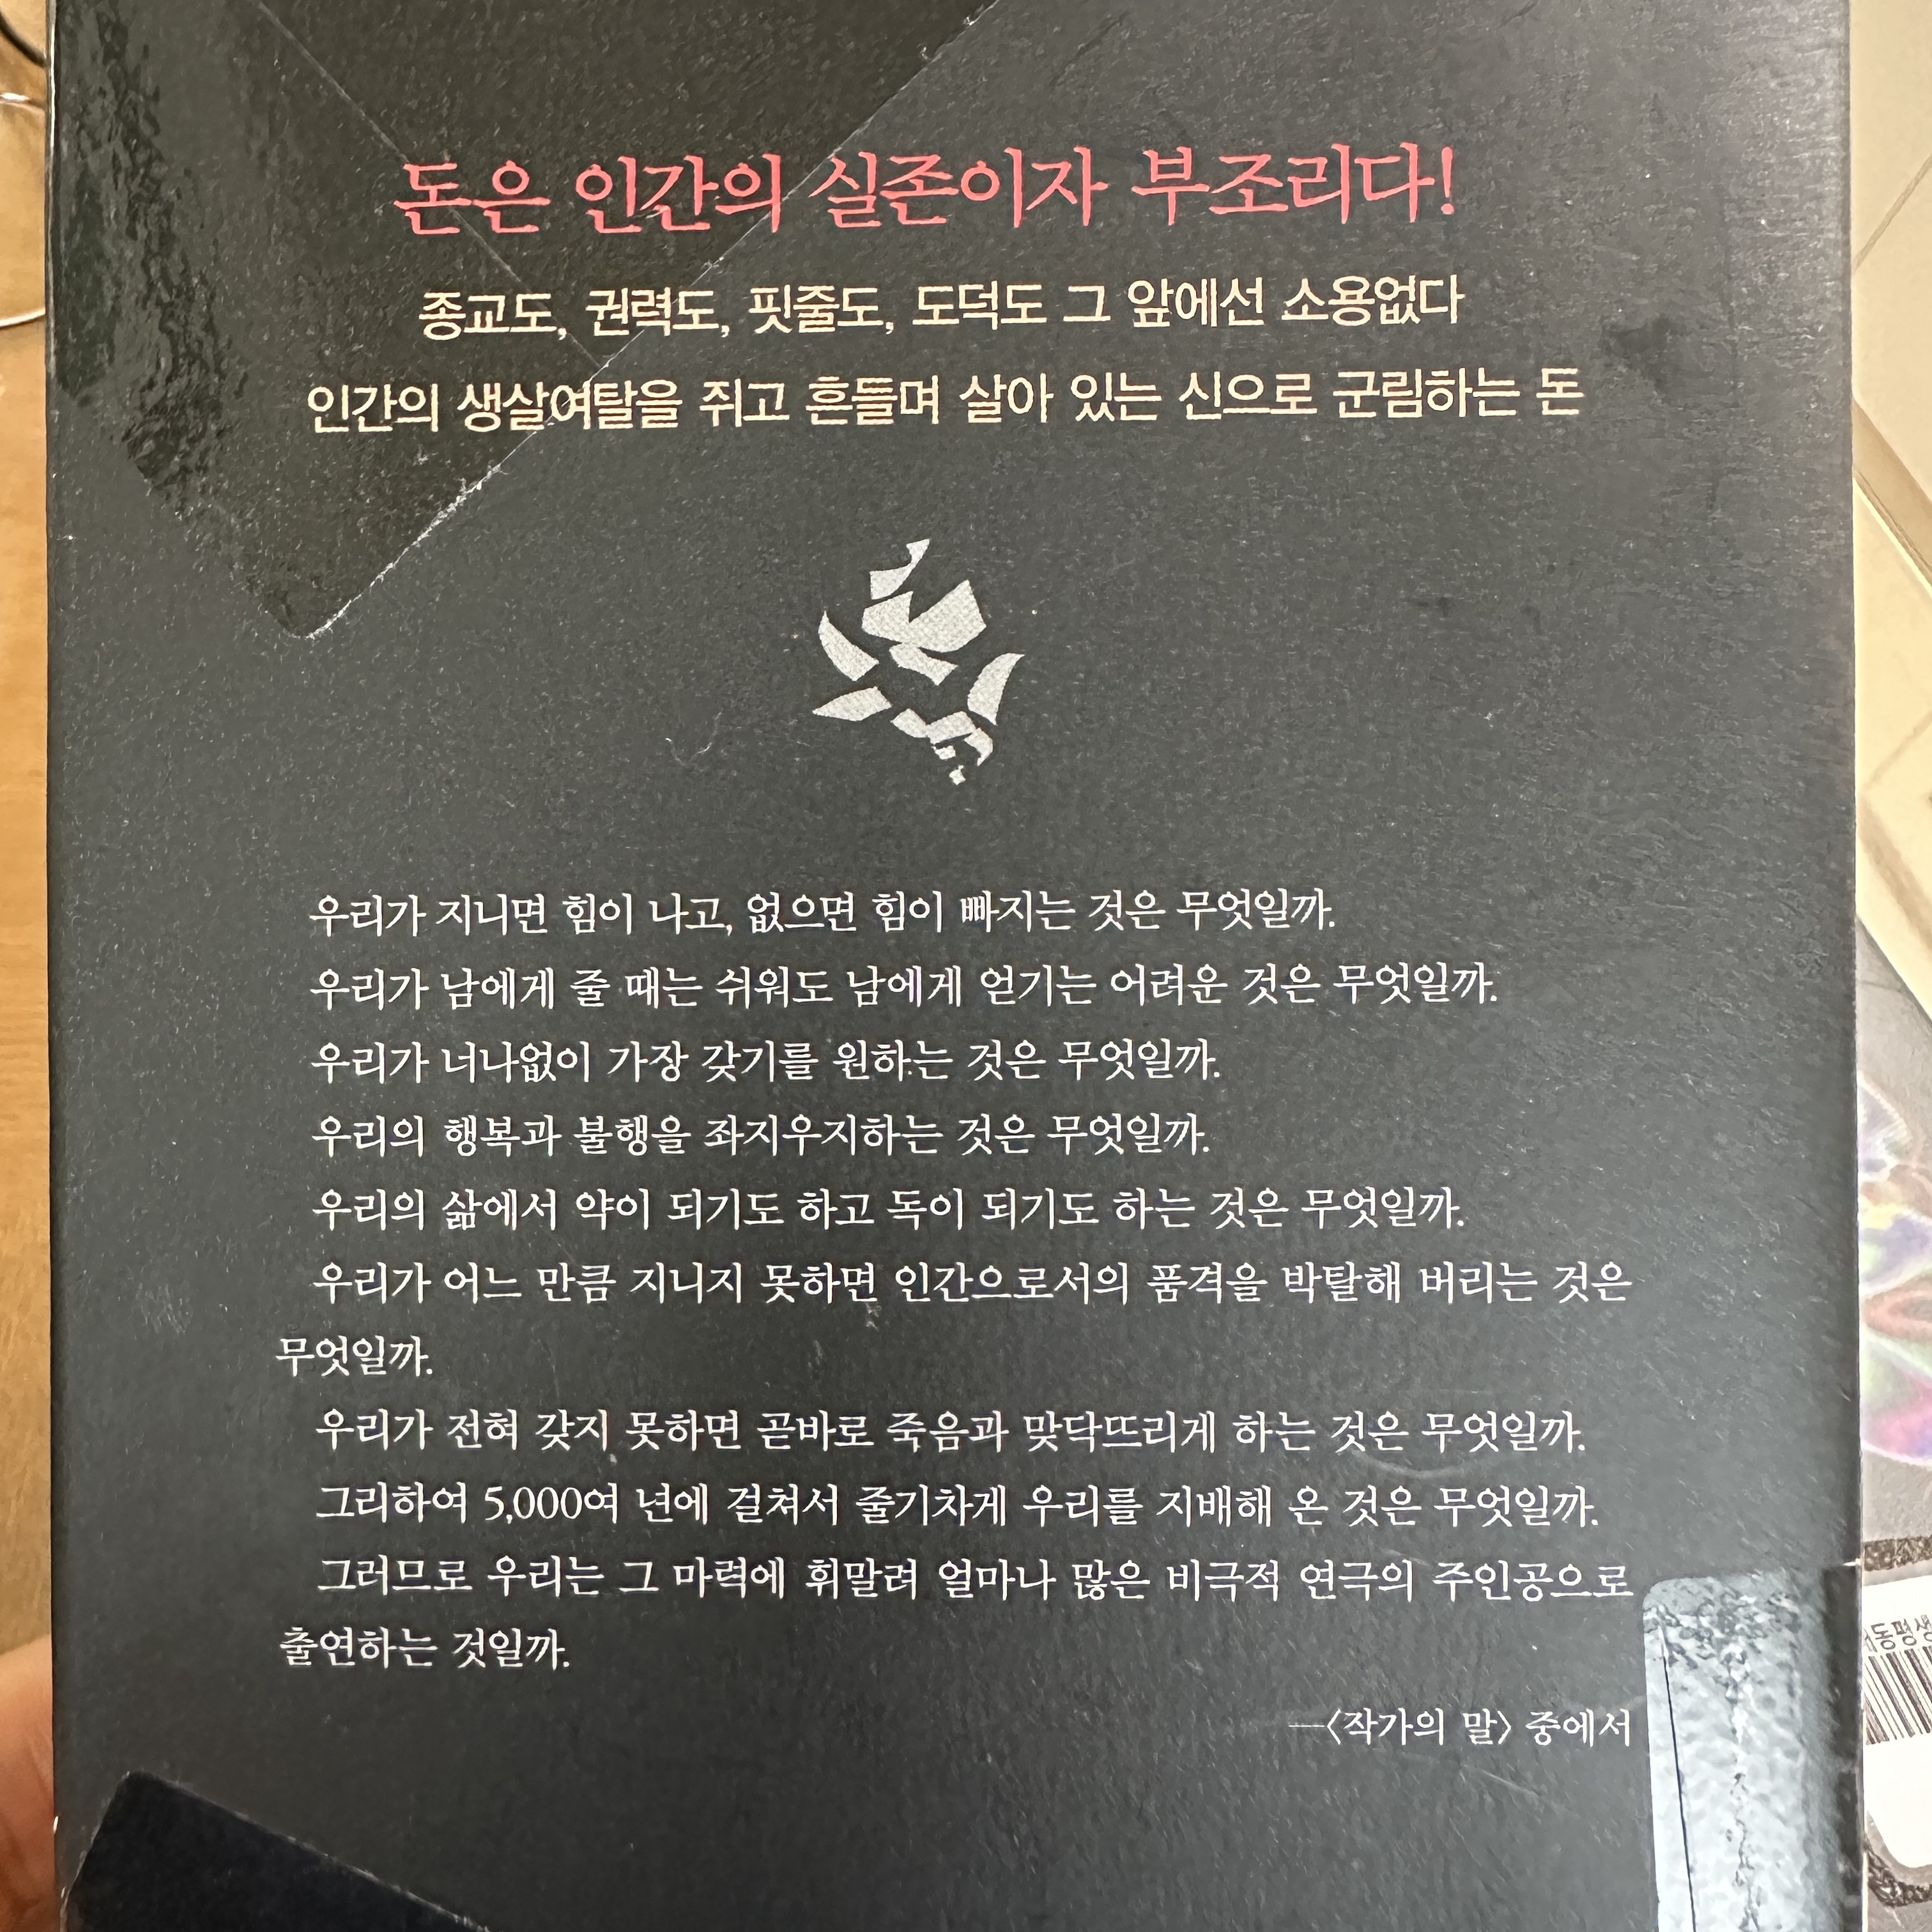 돈은 인간의 실존이자 부조리다!
종교도, 권력도, 핏줄도, 도덕도 그 앞에선 소용없다
인간의 생살여탈을 쥐고 흔들며 살아 있는 신으로 군림하는 돈
우리가 지니면 힘이 나고, 없으면 힘이 빠지는 것은 무엇일까.
우리가 남에게 줄 때는 쉬워도 남에게 얻기는 어려운 것은 무엇일까.
우리가 너나없이 가장 갖기를 원하는 것은 무엇일까.
우리의 행복과 불행을 좌지우지하는 것은 무엇일까.
우리의 삶에서 약이 되기도 하고 독이 되기도 하는 것은 무엇일까.
우리가 어느 만큼 지니지 못하면 인간으로서의 품격을 박탈해 버리는 것은
무엇일까.
우리가 전혀 갖지 못하면 곧바로 죽음과 맞닥뜨리게 하는 것은 무엇일까.
그리하여 5,000여 년에 걸쳐서 줄기차게 우리를 지배해 온 것은 무엇일까.
그러므로 우리는 그 마력에 휘말려 얼마나 많은 비극적 연극의 주인공으로
출연하는 것일까.
—〈작가의 말〉 중에서
동평생